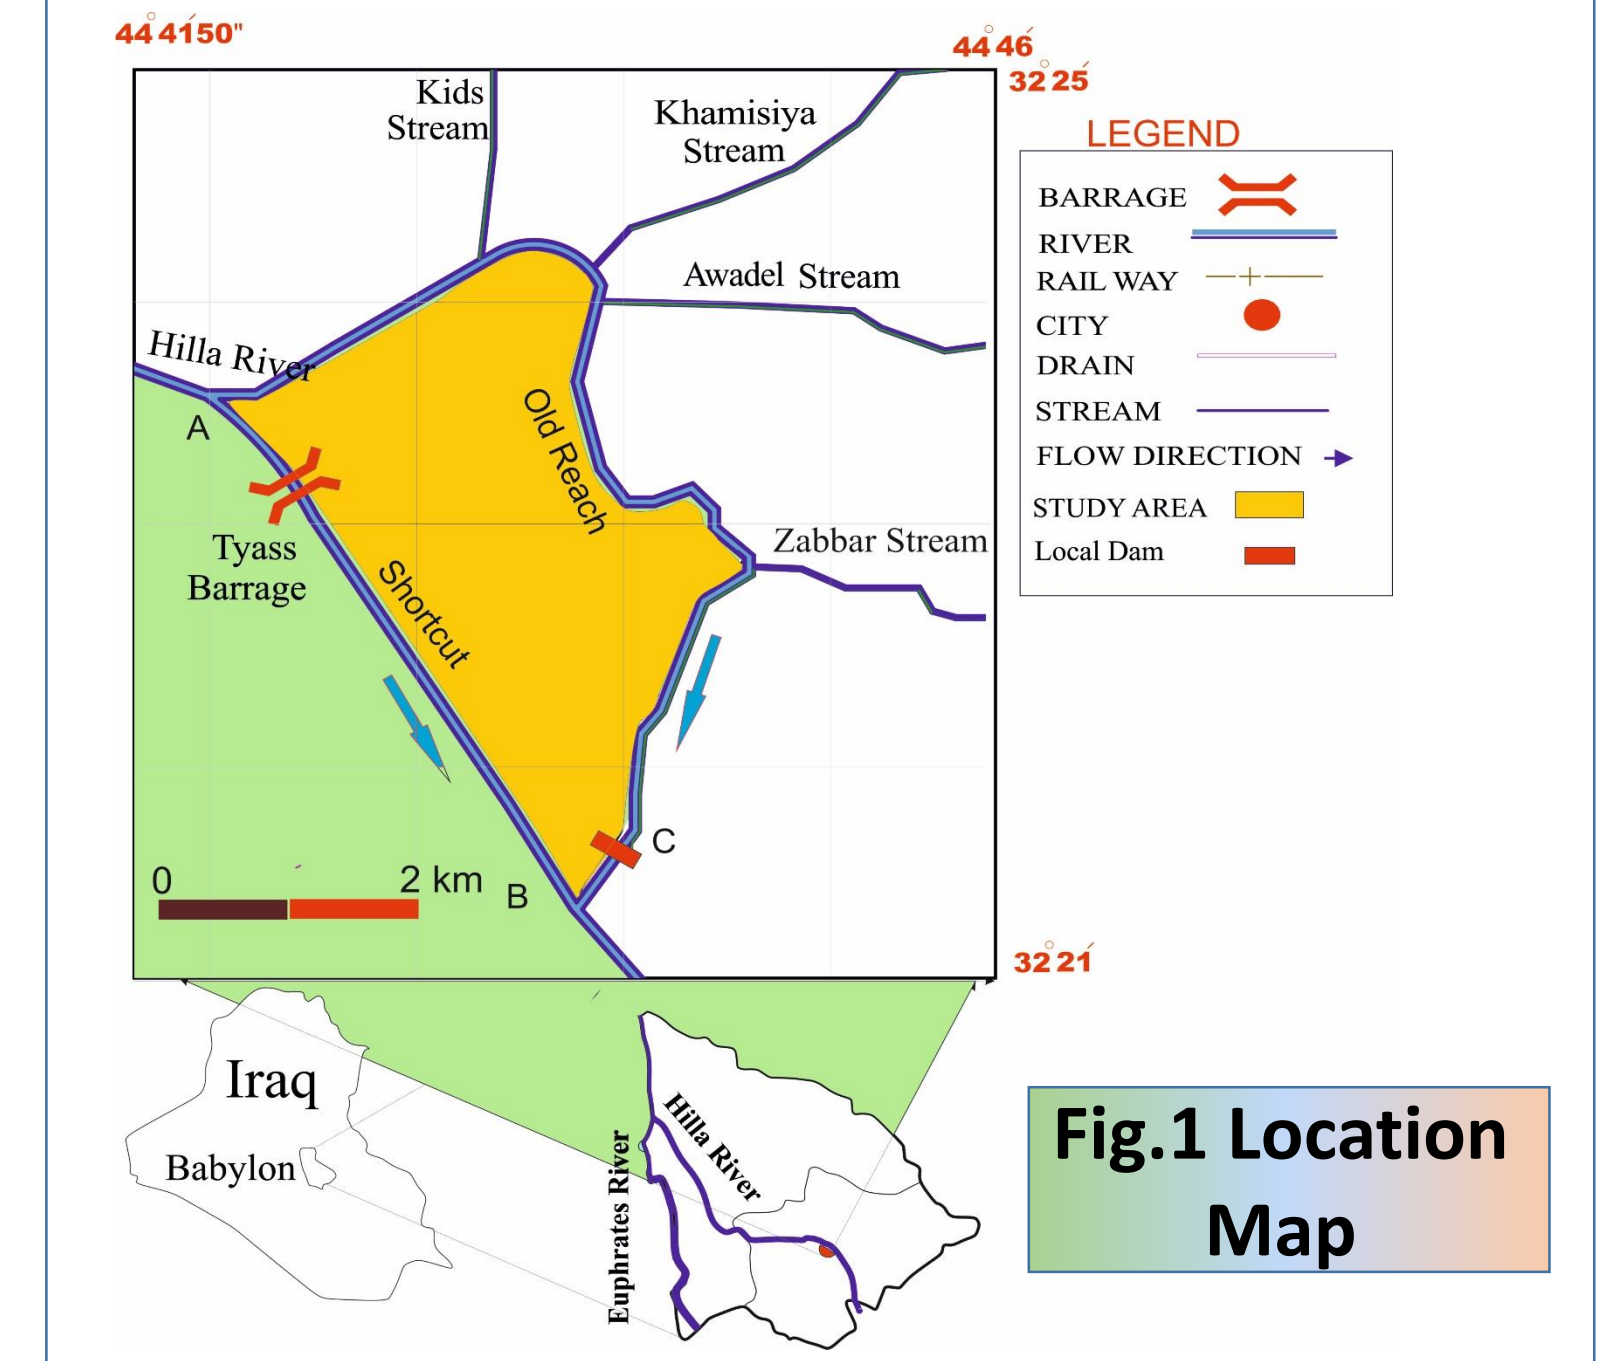 44° 41' 50"
44° 46'
32° 25'
Kids
Stream
Khamisiya
Stream
Awadel Stream
Hilla River
A
Old Reach
Tyass
Barrage
Shortcut
Zabbar Stream
C
0 2 km
B
32° 21'
LEGEND
BARRAGE
RIVER
RAIL WAY
CITY
DRAIN
STREAM
FLOW DIRECTION
STUDY AREA
Local Dam
Iraq
Babylon
Hilla River
Euphrates River
Fig.1 Location
Map